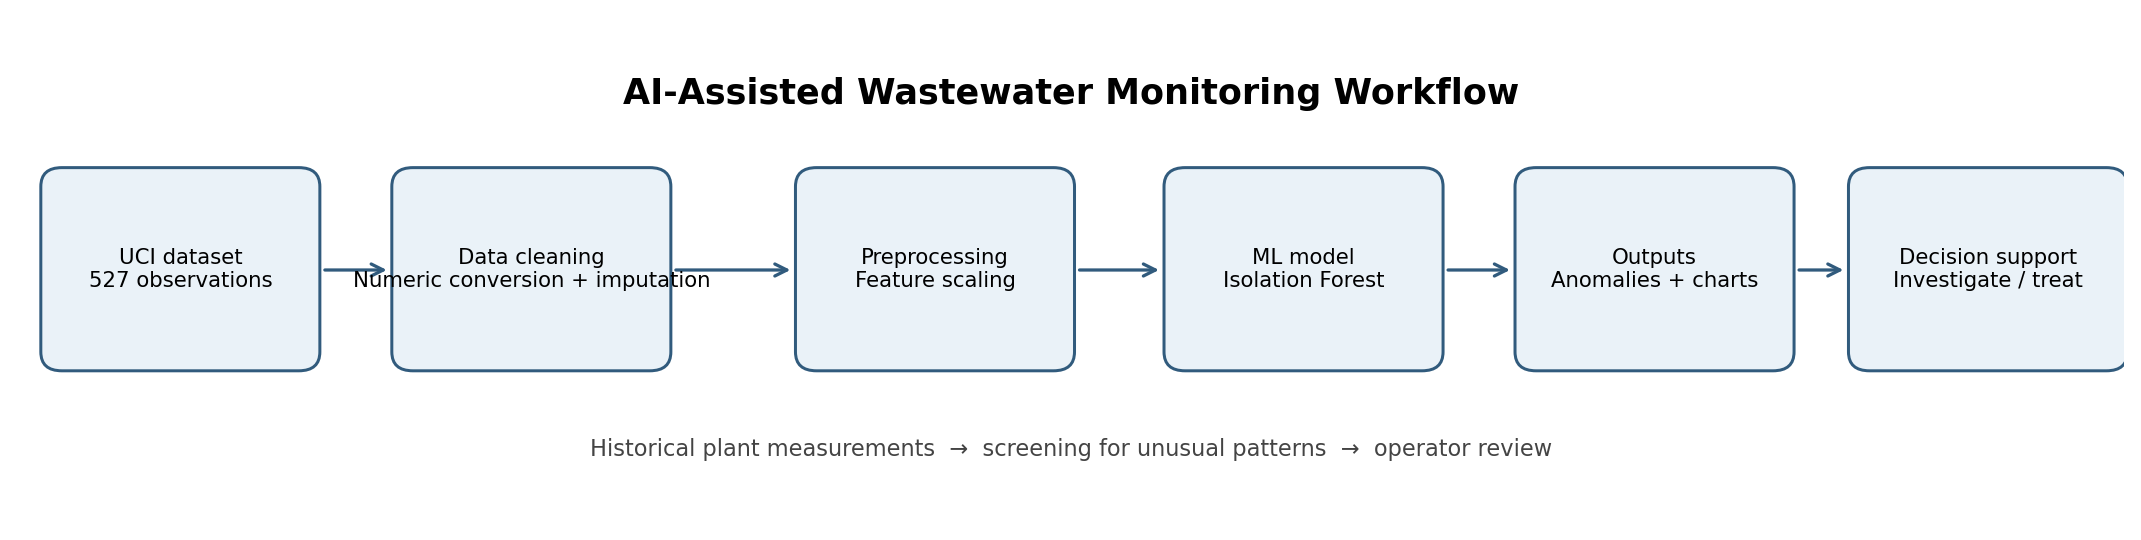 AI-Assisted Wastewater Monitoring Workflow
UCI dataset
527 observations
Data cleaning
Numeric conversion + imputation
Preprocessing
Feature scaling
ML model
Isolation Forest
Outputs
Anomalies + charts
Decision support
Investigate / treat
Historical plant measurements → screening for unusual patterns → operator review